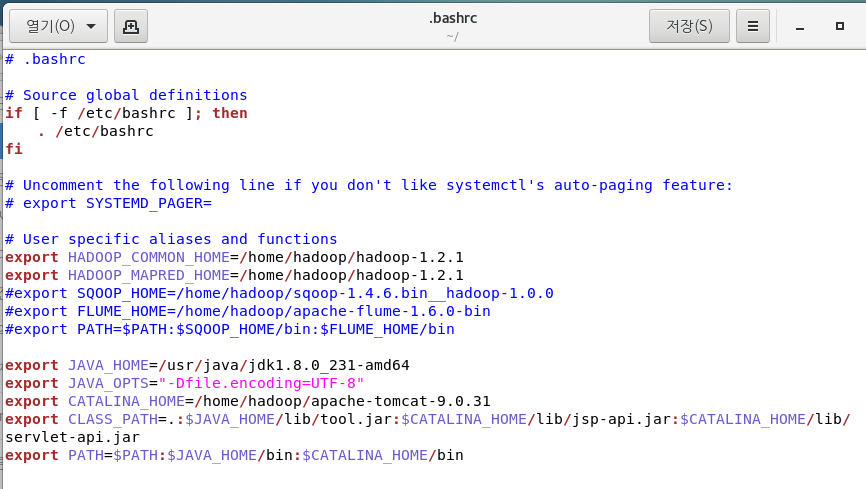 열기(O)
.bashrc
~/
저장(S)
# .bashrc
# Source global definitions
if [ -f /etc/bashrc ]; then
. /etc/bashrc
fi
# Uncomment the following line if you don't like systemctl's auto-paging feature:
# export SYSTEMD_PAGER=
# User specific aliases and functions
export HADOOP_COMMON_HOME=/home/hadoop/hadoop-1.2.1
export HADOOP_MAPRED_HOME=/home/hadoop/hadoop-1.2.1
#export SQOOP_HOME=/home/hadoop/sqoop-1.4.6.bin__hadoop-1.0.0
#export FLUME_HOME=/home/hadoop/apache-flume-1.6.0-bin
#export PATH=$PATH:$SQOOP_HOME/bin:$FLUME_HOME/bin
export JAVA_HOME=/usr/java/jdk1.8.0_231-amd64
export JAVA_OPTS="-Dfile.encoding=UTF-8"
export CATALINA_HOME=/home/hadoop/apache-tomcat-9.0.31
export CLASS_PATH=.:$JAVA_HOME/lib/tool.jar:$CATALINA_HOME/lib/jsp-api.jar:$CATALINA_HOME/lib/
servlet-api.jar
export PATH=$PATH:$JAVA_HOME/bin:$CATALINA_HOME/bin